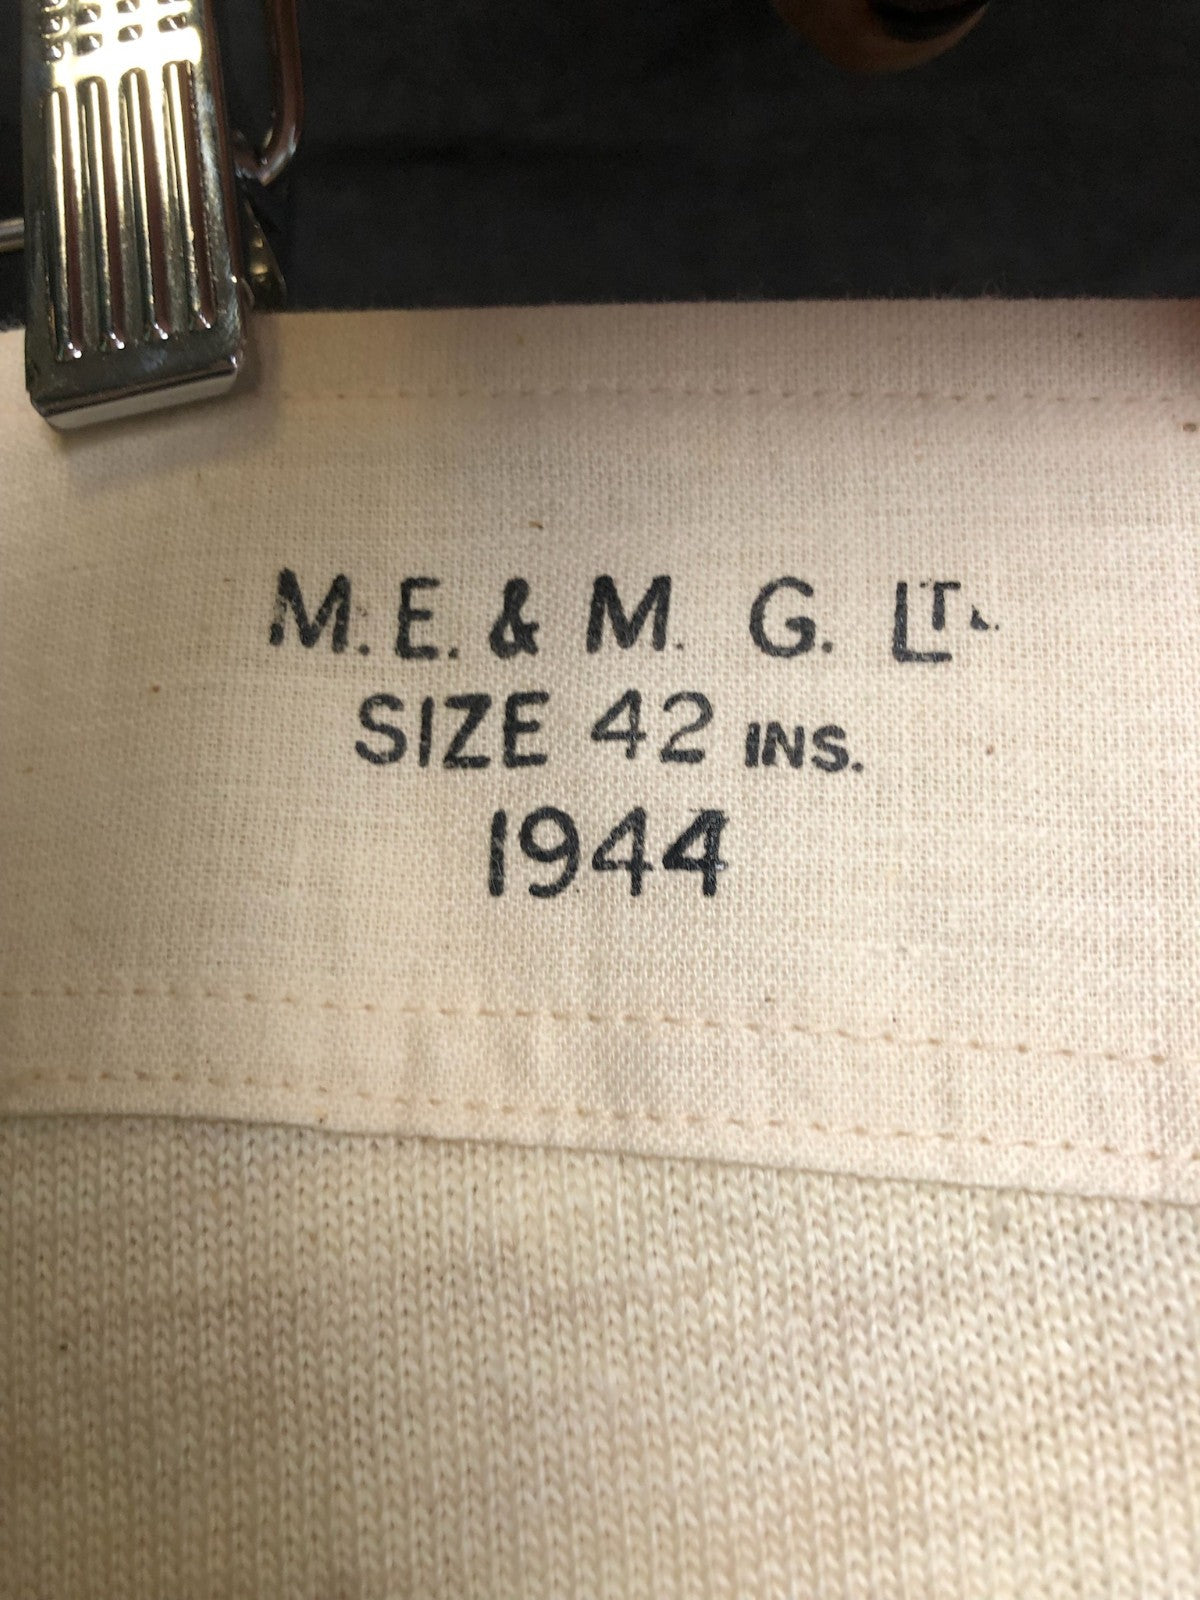 M. E. & M. G. LTD.
SIZE 42 INS.
1944